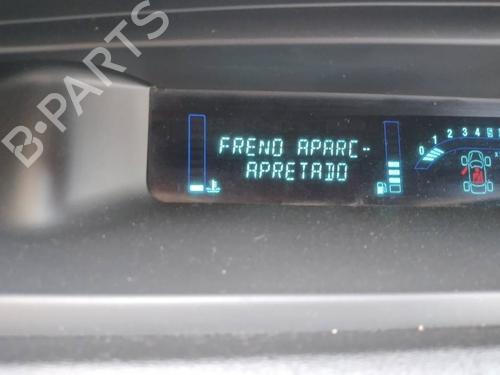 B-PARTS
FRENO APARC-
APRETADO
0 1 2 3 4 5